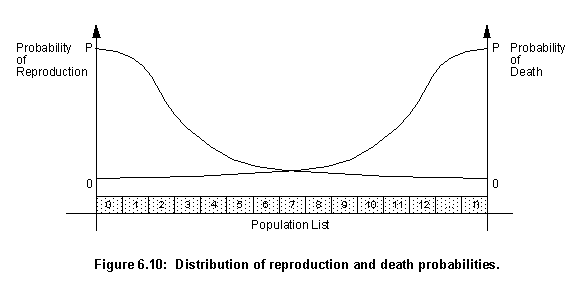 Probability
of
Reproduction
P
P
Probability
of
Death
0
0
0 1 2 3 4 5 6 7 8 9 10 11 12 ... n
Population List
Figure 6.10: Distribution of reproduction and death probabilities.